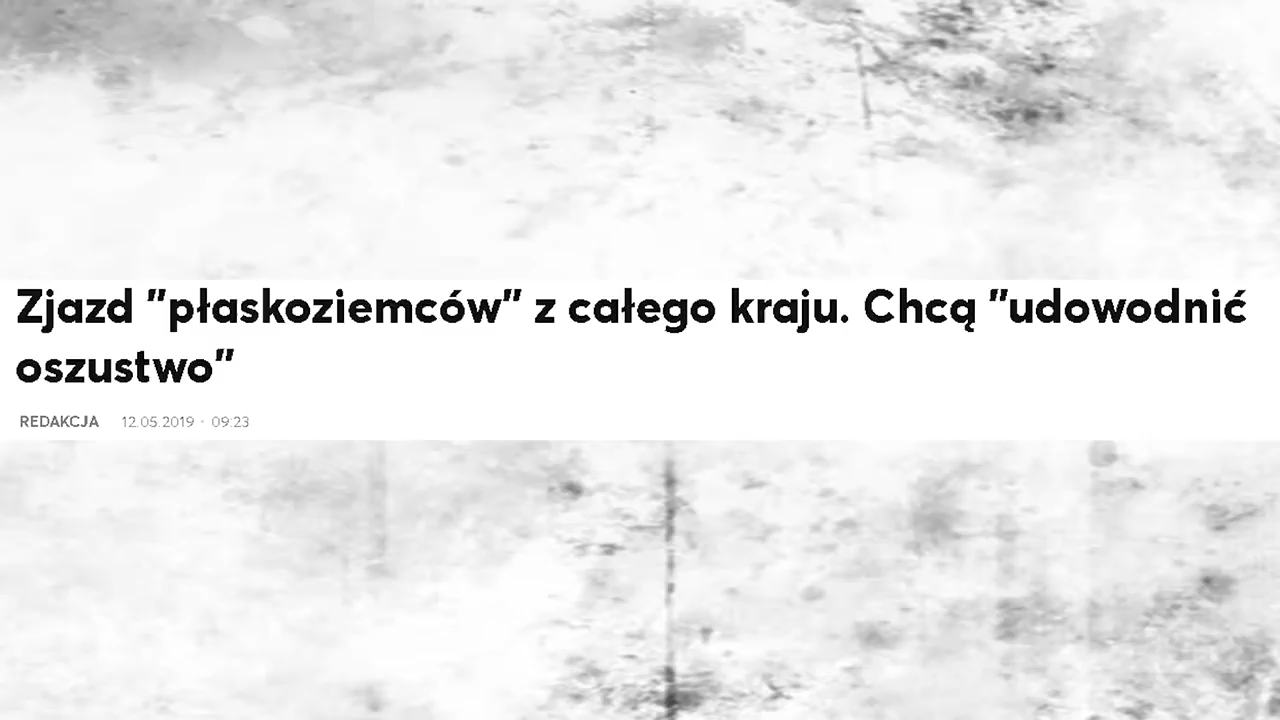 Zjazd "płaskoziemców" z całego kraju. Chcą "udowodnić
oszustwo"
REDAKCJA 12.05.2019 • 09:23